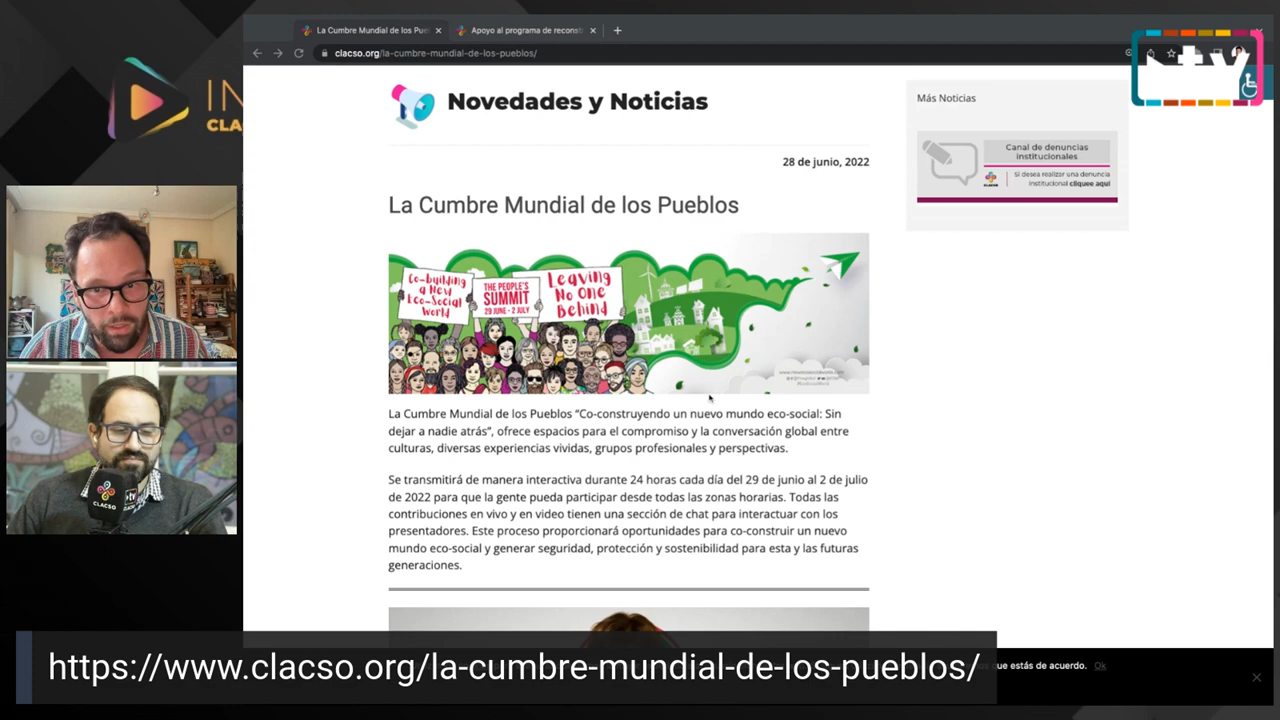 La Cumbre Mundial de los Pue
Apoyo al programa de reconst
clacso.org/la-cumbre-mundial-de-los-pueblos/
tv
IN
CLA
Novedades y Noticias
Más Noticias
Canal de denuncias
institucionales
CLACSO
Si desea realizar una denuncia
institucional cliquee aquí
28 de junio, 2022
La Cumbre Mundial de los Pueblos
Co-building
a New
Eco-Social
World
THE PEOPLE'S
SUMMIT
29 JUNE - 2 JULY
Leaving
No One
Behind
La Cumbre Mundial de los Pueblos “Co-construyendo un nuevo mundo eco-social: Sin
dejar a nadie atrás”, ofrece espacios para el compromiso y la conversación global entre
culturas, diversas experiencias vividas, grupos profesionales y perspectivas.
Se transmitirá de manera interactiva durante 24 horas cada día del 29 de junio al 2 de julio
de 2022 para que la gente pueda participar desde todas las zonas horarias. Todas las
contribuciones en vivo y en video tienen una sección de chat para interactuar con los
presentadores. Este proceso proporcionará oportunidades para co-construir un nuevo
mundo eco-social y generar seguridad, protección y sostenibilidad para esta y las futuras
generaciones.
CLACSO
tv
que estás de acuerdo.
Ok
https://www.clacso.org/la-cumbre-mundial-de-los-pueblos/